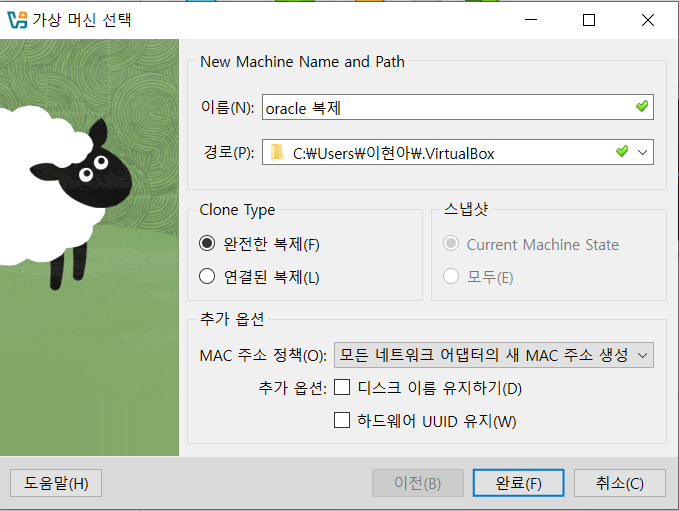 가상 머신 선택
New Machine Name and Path
이름(N): oracle 복제
경로(P): C:\Users\이현아\.VirtualBox
Clone Type
완전한 복제(F)
연결된 복제(L)
스냅샷
Current Machine State
모두(E)
추가 옵션
MAC 주소 정책(O): 모든 네트워크 어댑터의 새 MAC 주소 생성
추가 옵션: 디스크 이름 유지하기(D)
하드웨어 UUID 유지(W)
도움말(H) 이전(B) 완료(F) 취소(C)